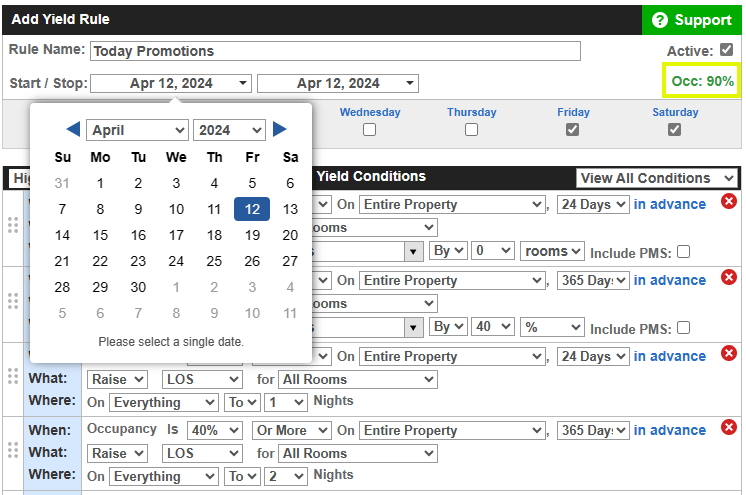 Add Yield Rule
? Support
Rule Name: Today Promotions
Active:
Start / Stop: Apr 12, 2024 Apr 12, 2024
Occ: 90%
Wednesday Thursday Friday Saturday
April 2024
Su Mo Tu We Th Fr Sa
31 1 2 3 4 5 6
7 8 9 10 11 12 13
14 15 16 17 18 19 20
21 22 23 24 25 26 27
28 29 30 1 2 3 4
5 6 7 8 9 10 11
Please select a single date.
Yield Conditions View All Conditions
On Entire Property, 24 Days in advance
By 0 rooms Include PMS:
On Entire Property, 365 Days in advance
By 40 % Include PMS:
On Entire Property, 24 Days in advance
What: Raise LOS for All Rooms
Where: On Everything To 1 Nights
When: Occupancy Is 40% Or More On Entire Property, 365 Days in advance
What: Raise LOS for All Rooms
Where: On Everything To 2 Nights